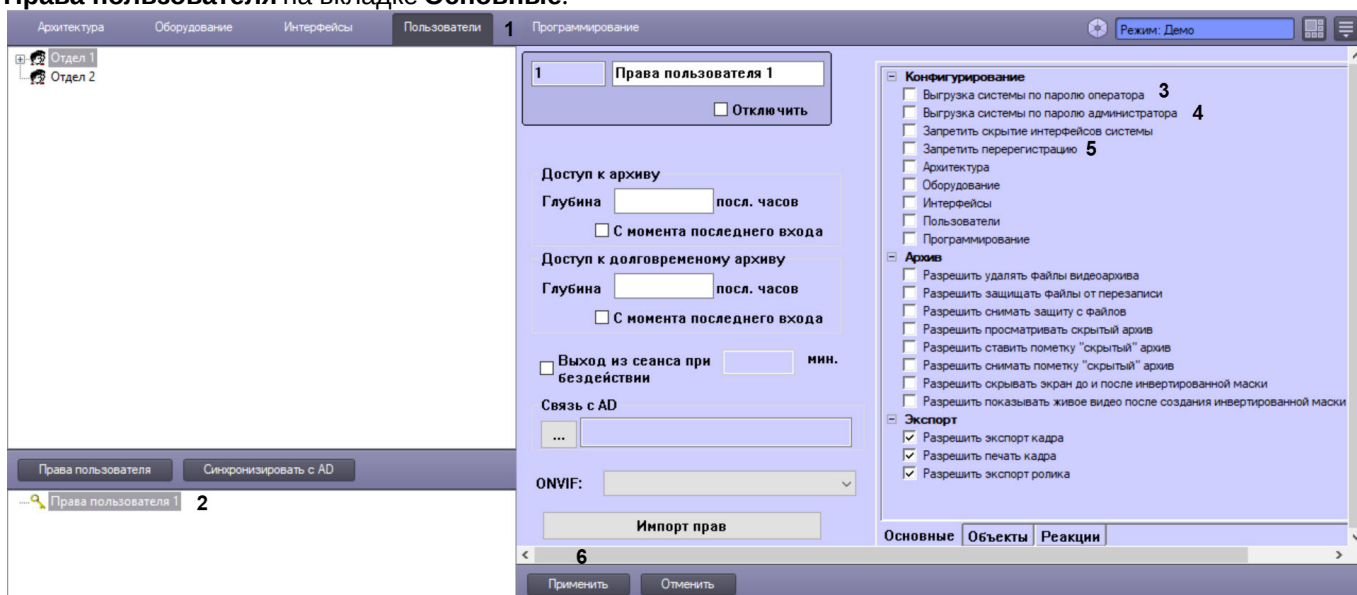 Права пользователя на вкладке Основные.
Архитектура Оборудование Интерфейсы Пользователи 1 Программирование Режим: Демо
Отдел 1
Отдел 2
1 Права пользователя 1
Отключить
Доступ к архиву
Глубина посл. часов
С момента последнего входа
Доступ к долговременому архиву
Глубина посл. часов
С момента последнего входа
Выход из сеанса при мин.
бездействии
Связь с AD
...
ONVIF:
Импорт прав
6
Применить Отменить
Конфигурирование
Выгрузка системы по паролю оператора 3
Выгрузка системы по паролю администратора 4
Запретить скрытие интерфейсов системы
Запретить перерегистрацию 5
Архитектура
Оборудование
Интерфейсы
Пользователи
Программирование
Архив
Разрешить удалять файлы видеоархива
Разрешить защищать файлы от перезаписи
Разрешить снимать защиту с файлов
Разрешить просматривать скрытый архив
Разрешить ставить пометку "скрытый" архив
Разрешить снимать пометку "скрытый" архив
Разрешить скрывать экран до и после инвертированной маски
Разрешить показывать живое видео после создания инвертированной маски
Экспорт
Разрешить экспорт кадра
Разрешить печать кадра
Разрешить экспорт ролика
Основные Объекты Реакции
Права пользователя Синхронизировать с AD
Права пользователя 1 2